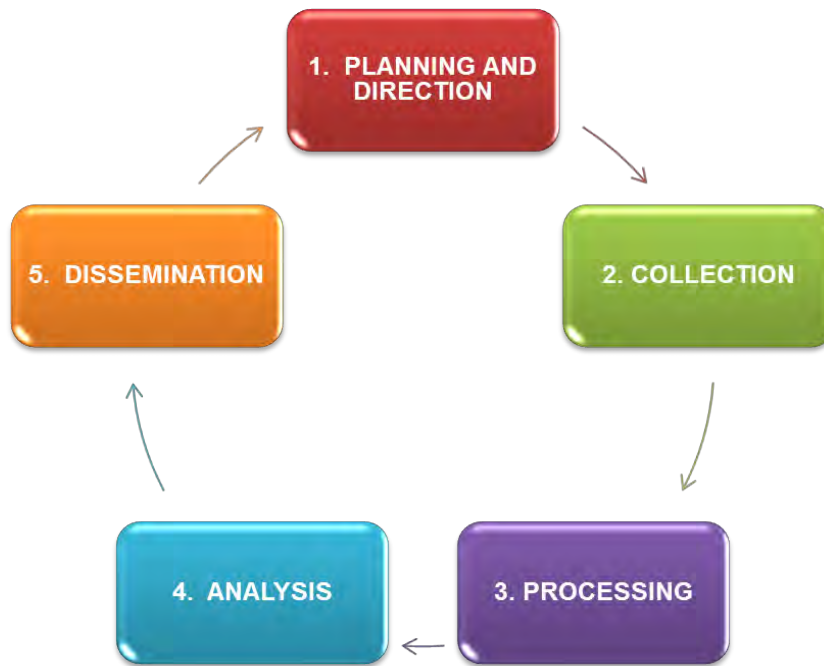 1. PLANNING AND
DIRECTION
2. COLLECTION
3. PROCESSING
4. ANALYSIS
5. DISSEMINATION